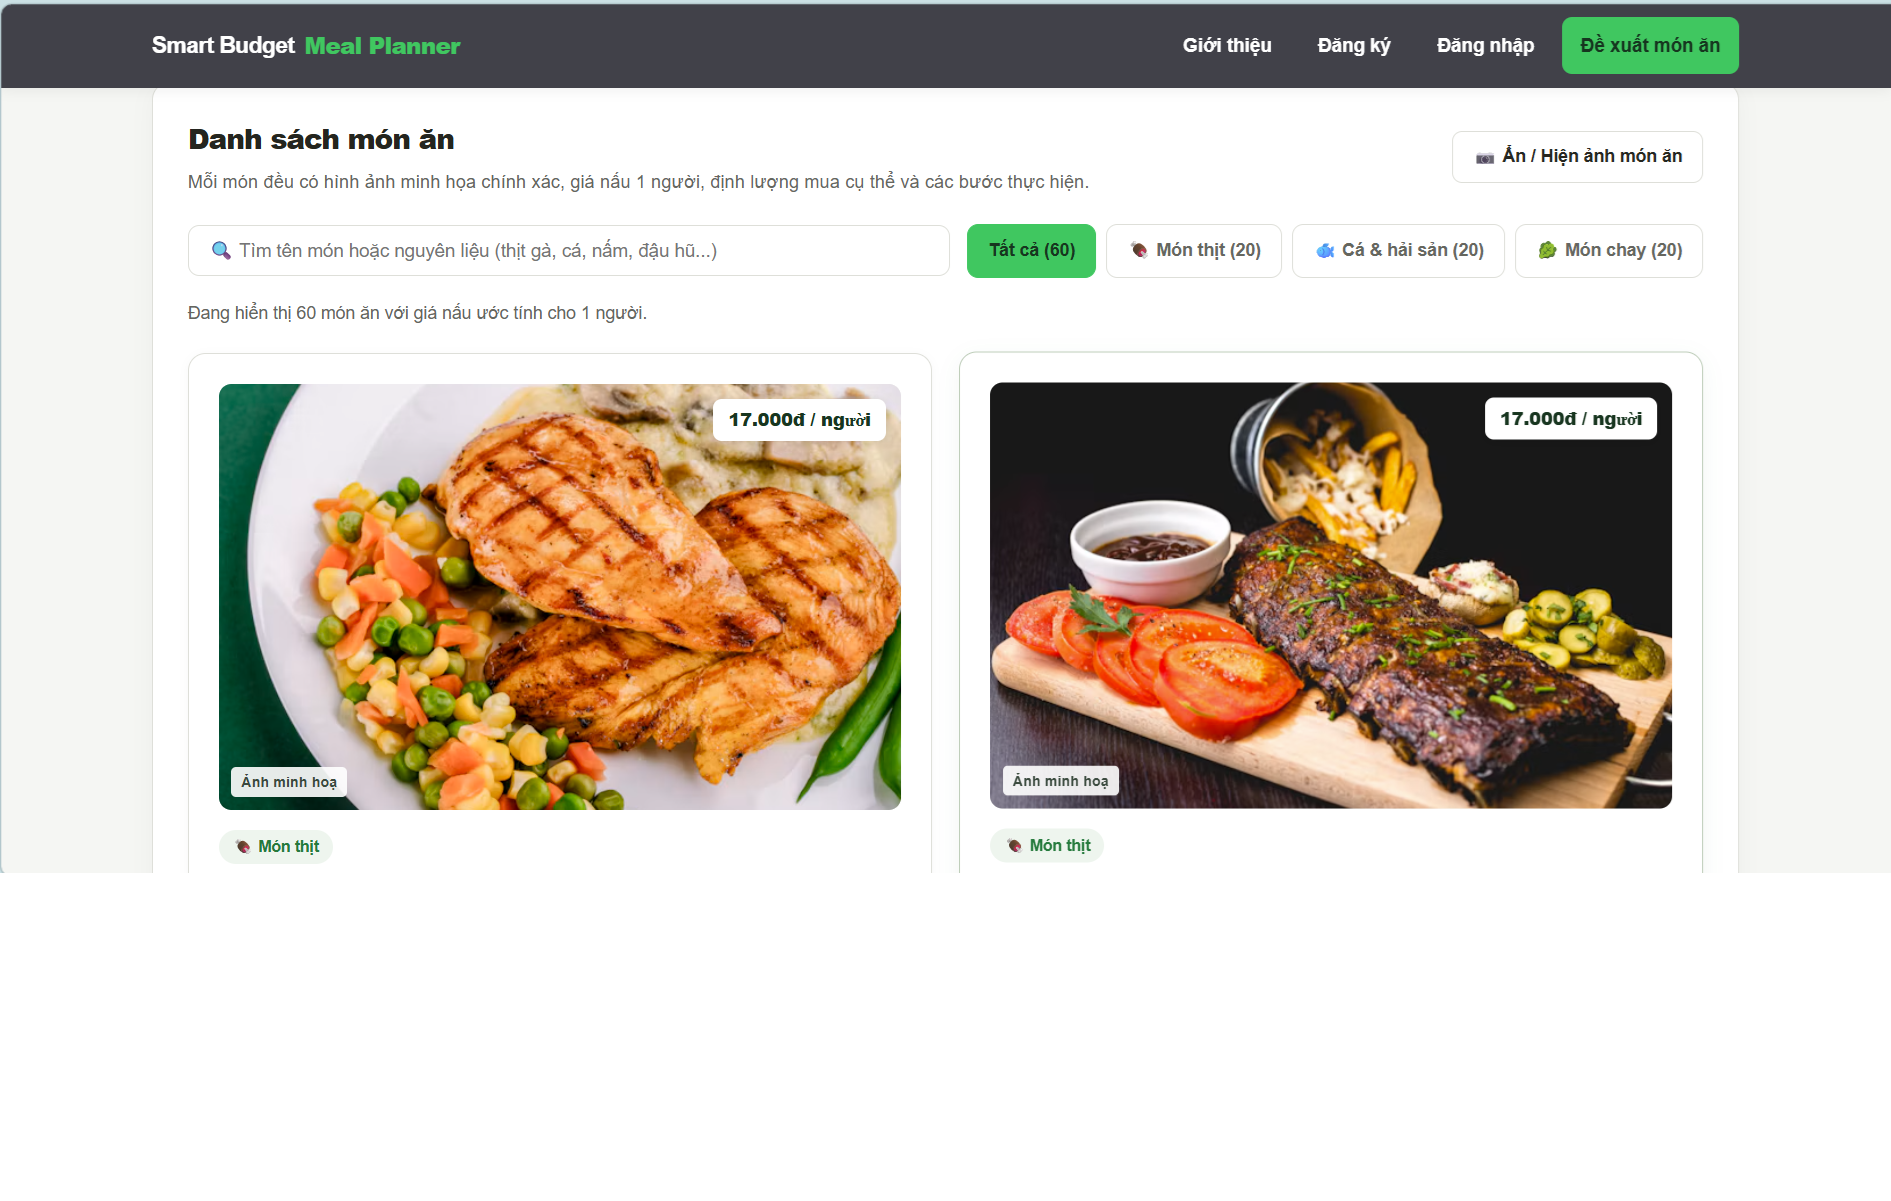 Smart Budget Meal Planner
Giới thiệu
Đăng ký
Đăng nhập
Đề xuất món ăn
Danh sách món ăn
Mỗi món đều có hình ảnh minh họa chính xác, giá nấu 1 người, định lượng mua cụ thể và các bước thực hiện.
Ẩn / Hiện ảnh món ăn
Tìm tên món hoặc nguyên liệu (thịt gà, cá, nấm, đậu hũ...)
Tất cả (60)
Món thịt (20)
Cá & hải sản (20)
Món chay (20)
Đang hiển thị 60 món ăn với giá nấu ước tính cho 1 người.
17.000đ / người
Ảnh minh hoạ
Món thịt
17.000đ / người
Ảnh minh hoạ
Món thịt